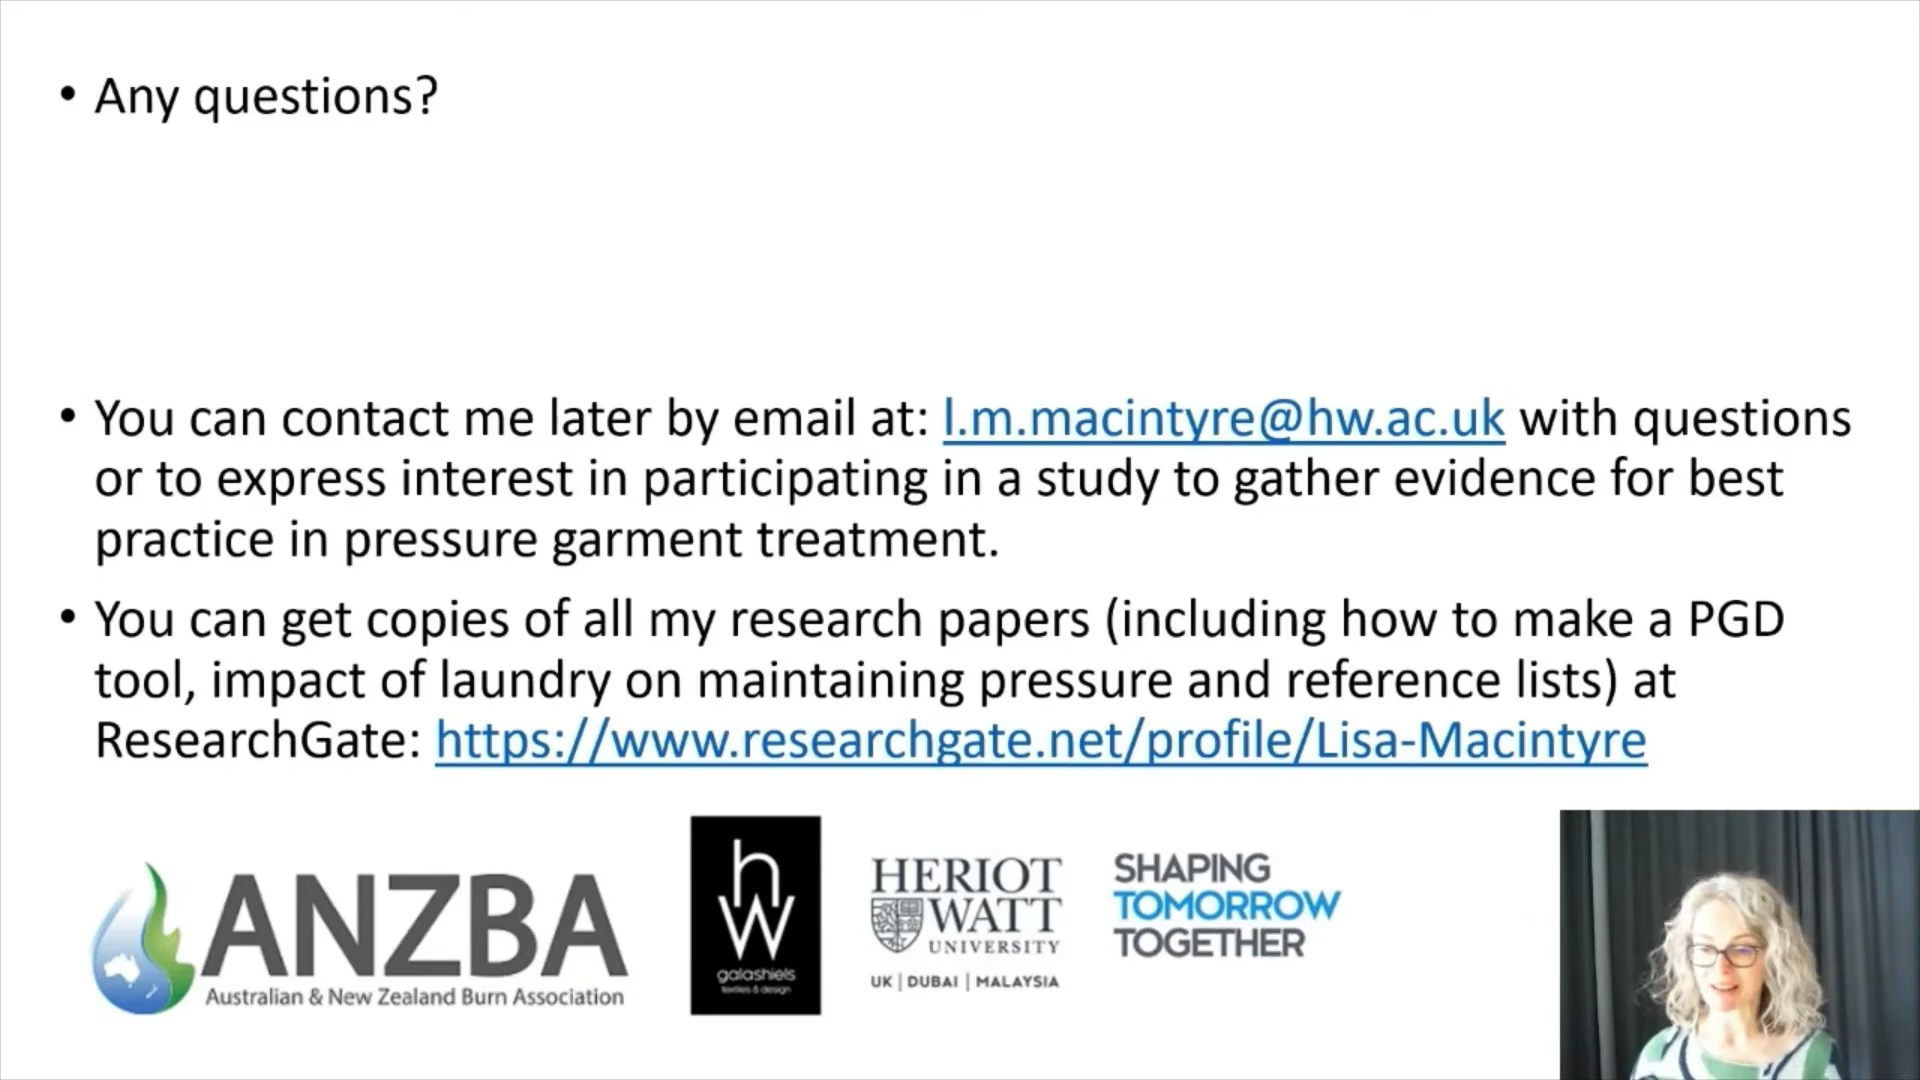 • Any questions?
• You can contact me later by email at: l.m.macintyre@hw.ac.uk with questions
or to express interest in participating in a study to gather evidence for best
practice in pressure garment treatment.
• You can get copies of all my research papers (including how to make a PGD
tool, impact of laundry on maintaining pressure and reference lists) at
ResearchGate: https://www.researchgate.net/profile/Lisa-Macintyre
ANZBA
Australian & New Zealand Burn Association
hw
galashiels
textiles & design
HERIOT
WATT
UNIVERSITY
UK | DUBAI | MALAYSIA
SHAPING
TOMORROW
TOGETHER